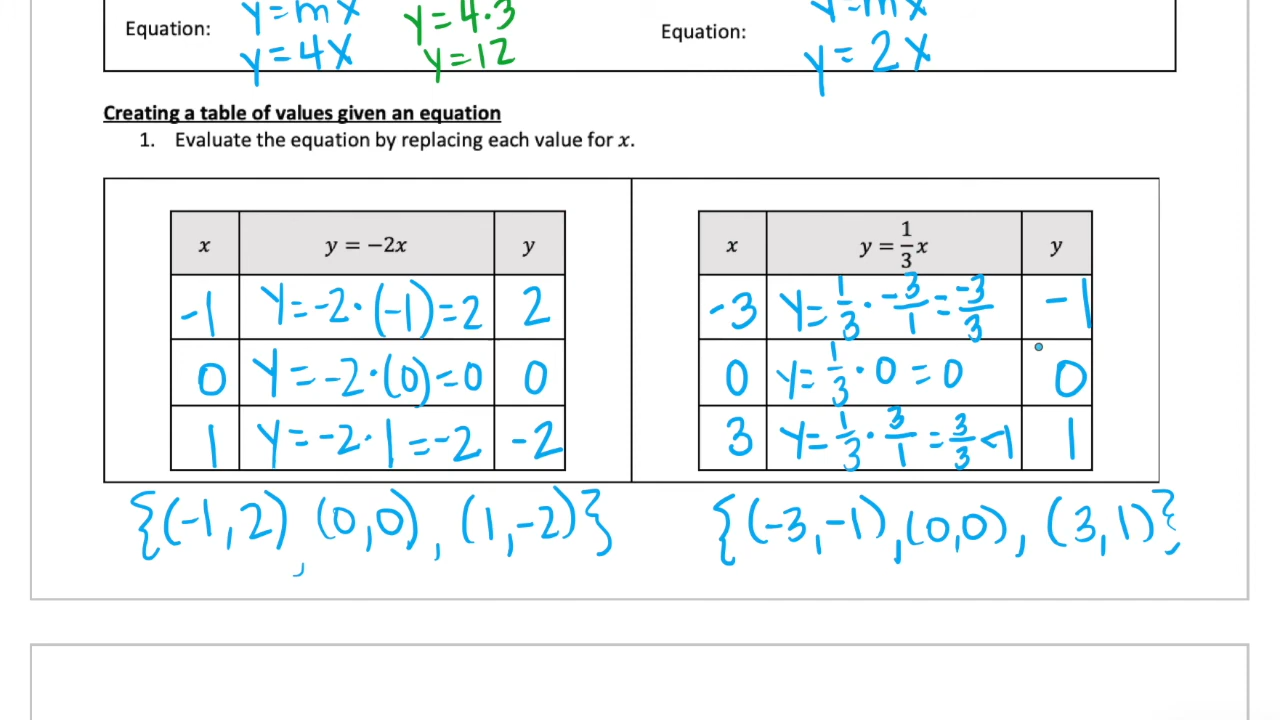 Equation: y=mx y=4·3 Equation: y=mx
y=4x y=12 y=2x
Creating a table of values given an equation
1. Evaluate the equation by replacing each value for x.
x y = −2x y x y = 1/3 x y
-1 y=-2·(-1)=2 2 -3 y=1/3·-3/1=-3/3 -1
0 y=-2·(0)=0 0 0 y=1/3·0=0 0
1 y=-2·1=-2 -2 3 y=1/3·3/1=3/3<1 1
{(-1,2), (0,0), (1,-2)} {(-3,-1),(0,0), (3,1)}